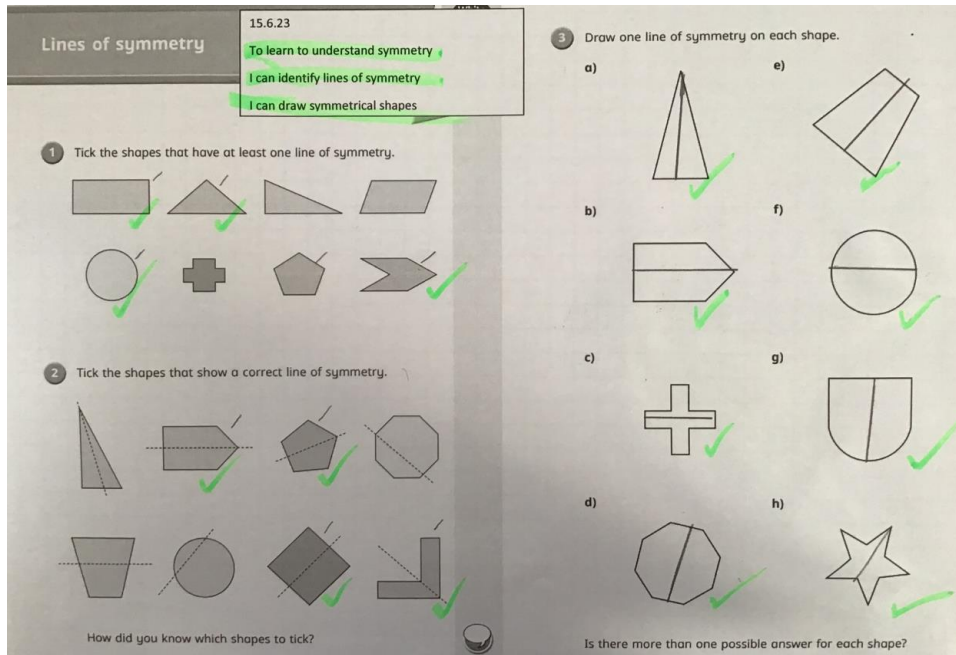 Lines of symmetry
15.6.23
To learn to understand symmetry
I can identify lines of symmetry
I can draw symmetrical shapes
1 Tick the shapes that have at least one line of symmetry.
2 Tick the shapes that show a correct line of symmetry.
How did you know which shapes to tick?
3 Draw one line of symmetry on each shape.
a)
e)
b)
f)
c)
g)
d)
h)
Is there more than one possible answer for each shape?